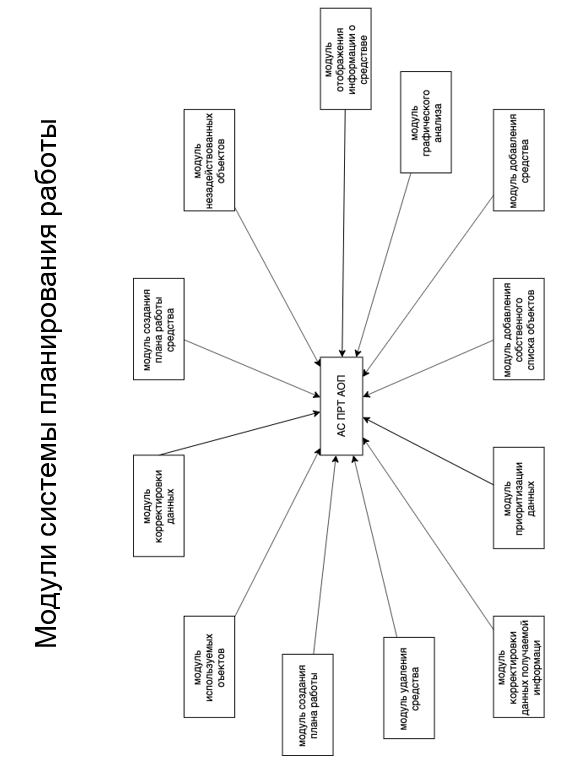 Модули системы планирования работы
модуль
корректировки
данных
модуль создания
плана работы
средства
модуль
используемых
оъектов
модуль
незадействованных
объектов
модуль создания
плана работы
АС ПРТ АОП
модуль
отображения
информации о
средствве
модуль удаления
средства
модуль
графического
анализа
модуль
корректировки
данных получаемой
информаци
модуль
приоритизации
данных
модуль добавления
собственного
списка объектов
модуль добавления
средства